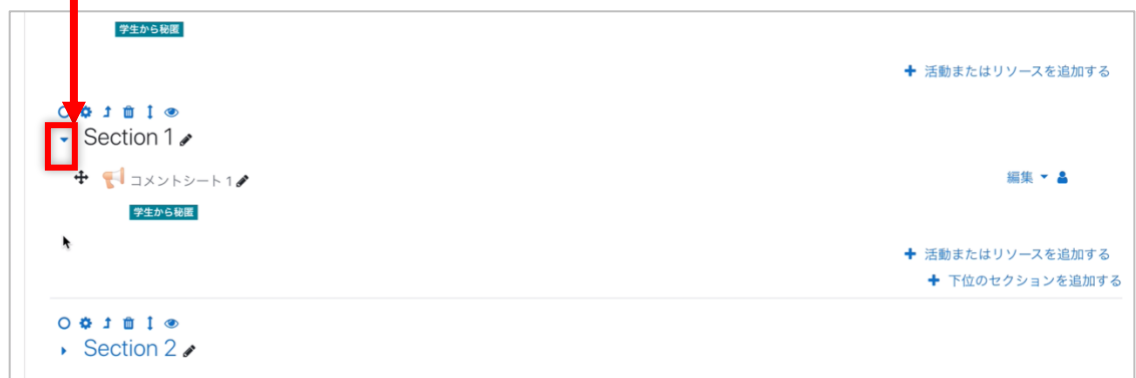 学生から秘匿
+ 活動またはリソースを追加する
Section 1
コメントシート 1
編集
学生から秘匿
+ 活動またはリソースを追加する
+ 下位のセクションを追加する
Section 2